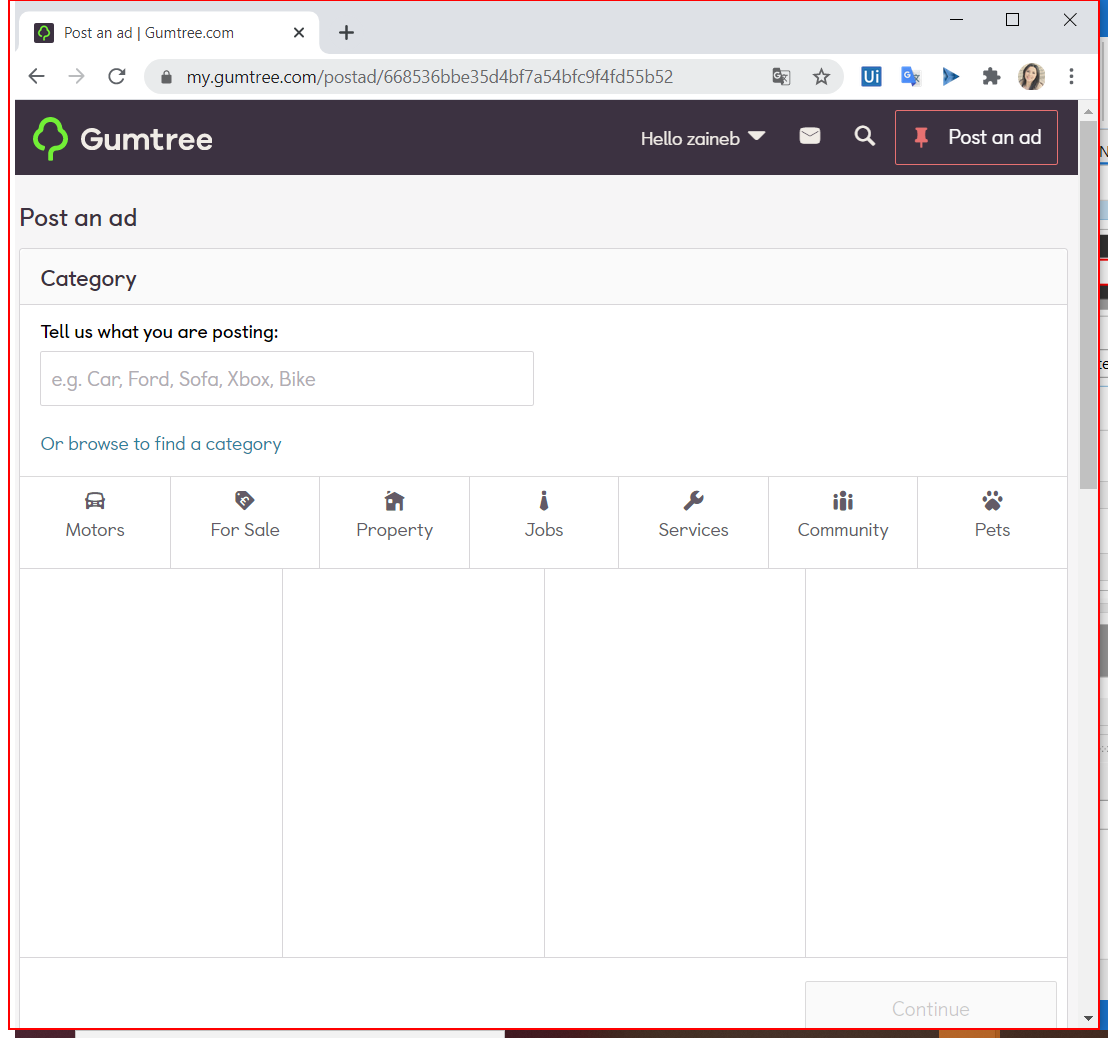 Post an ad | Gumtree.com
my.gumtree.com/postad/668536bbe35d4bf7a54bfc9f4fd55b52
Ui
Gumtree
Hello zaineb
Post an ad
Post an ad
Category
Tell us what you are posting:
e.g. Car, Ford, Sofa, Xbox, Bike
Or browse to find a category
Motors For Sale Property Jobs Services Community Pets
Continue